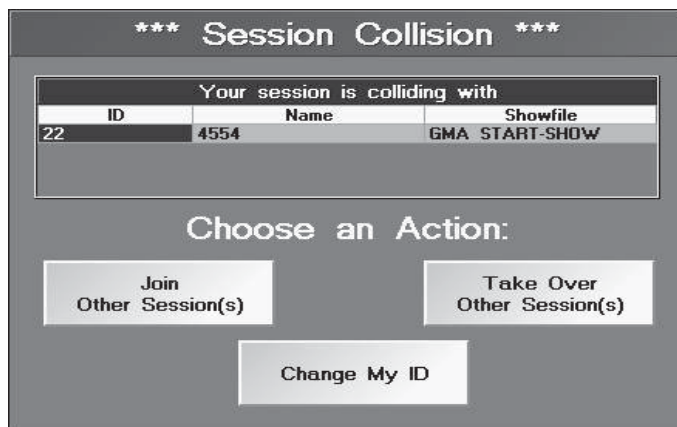 *** Session Collision ***
Your session is colliding with
ID Name Showfile
22 4554 GMA START-SHOW
Choose an Action:
Join
Other Session(s)
Take Over
Other Session(s)
Change My ID